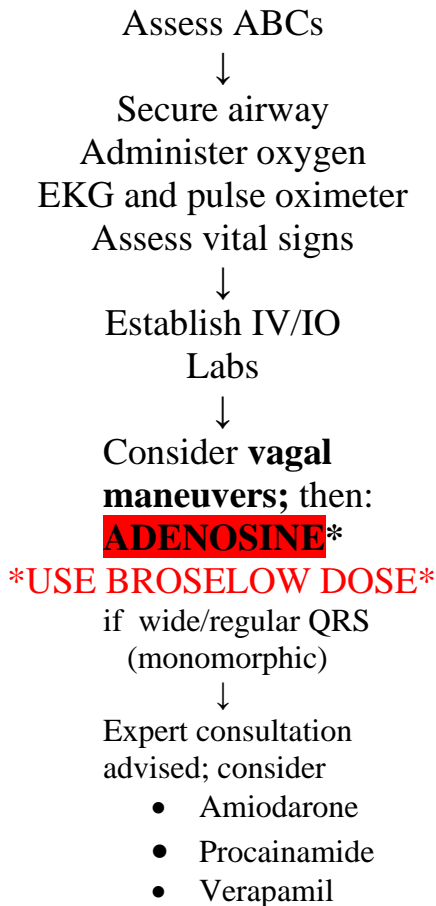 Assess ABCs
↓
Secure airway
Administer oxygen
EKG and pulse oximeter
Assess vital signs
↓
Establish IV/IO
Labs
↓
Consider vagal
maneuvers; then:
ADENOSINE*
*USE BROSELOW DOSE*
if wide/regular QRS
(monomorphic)
↓
Expert consultation
advised; consider
• Amiodarone
• Procainamide
• Verapamil